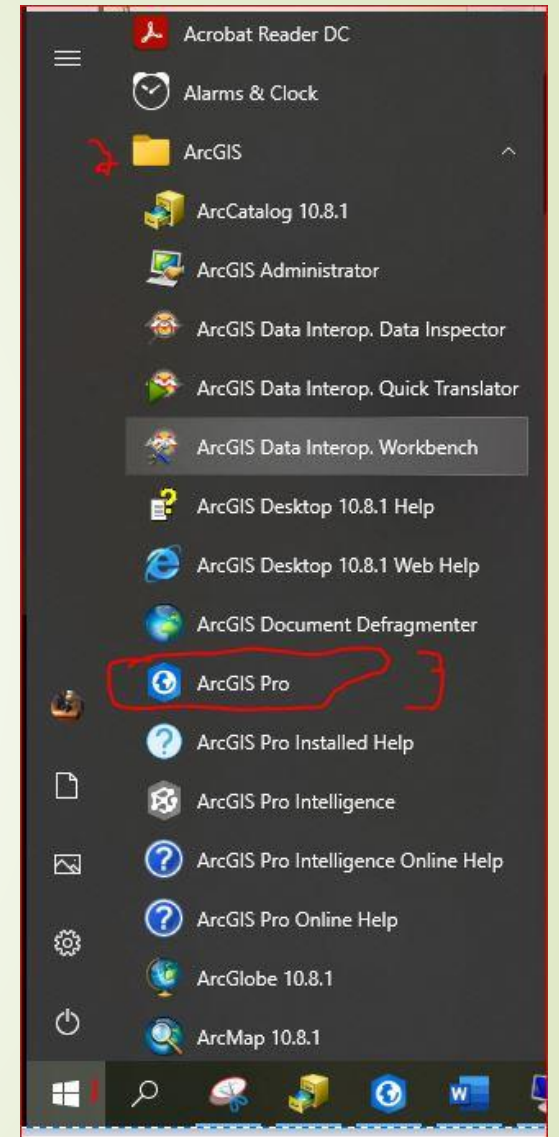 Acrobat Reader DC
Alarms & Clock
2 ArcGIS
ArcCatalog 10.8.1
ArcGIS Administrator
ArcGIS Data Interop. Data Inspector
ArcGIS Data Interop. Quick Translator
ArcGIS Data Interop. Workbench
ArcGIS Desktop 10.8.1 Help
ArcGIS Desktop 10.8.1 Web Help
ArcGIS Document Defragmenter
ArcGIS Pro 3
ArcGIS Pro Installed Help
ArcGIS Pro Intelligence
ArcGIS Pro Intelligence Online Help
ArcGIS Pro Online Help
ArcGlobe 10.8.1
ArcMap 10.8.1
1